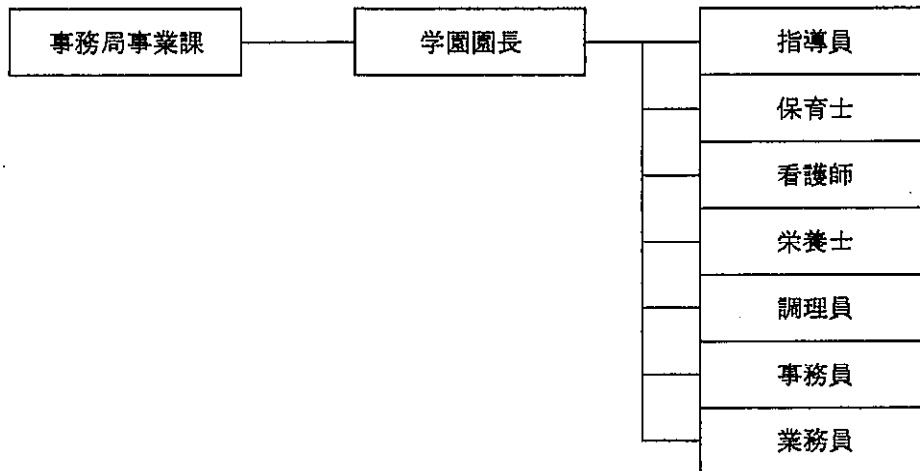 事務局事業課
学園園長
指導員
保育士
看護師
栄養士
調理員
事務員
業務員